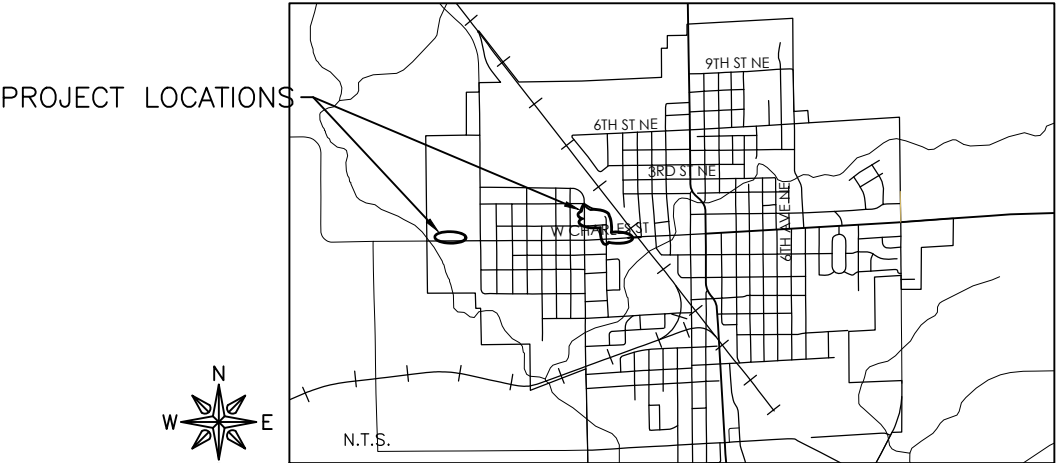 9TH ST NE
PROJECT LOCATIONS
6TH ST NE
3RD ST NE
6TH AVE NE
W CHARLES ST
N
W E
S
N.T.S.